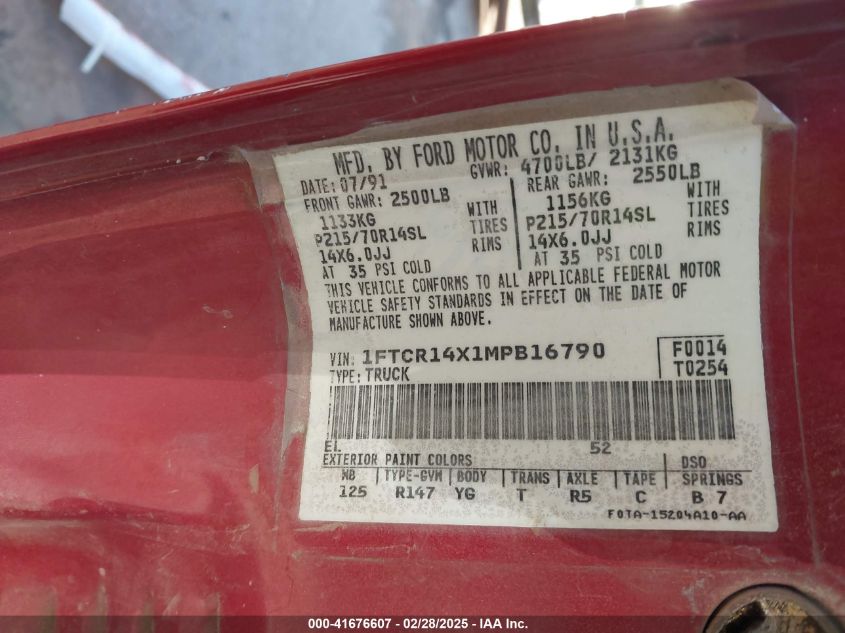 MFD. BY FORD MOTOR CO. IN U.S.A.
DATE: 07/91 GVWR: 4700LB/ 2131KG
FRONT GAWR: 2500LB REAR GAWR: 2550LB
1133KG WITH 1156KG WITH
P215/70R14SL TIRES P215/70R14SL TIRES
14X6.0JJ RIMS 14X6.0JJ RIMS
AT 35 PSI COLD AT 35 PSI COLD
THIS VEHICLE CONFORMS TO ALL APPLICABLE FEDERAL MOTOR
VEHICLE SAFETY STANDARDS IN EFFECT ON THE DATE OF
MANUFACTURE SHOWN ABOVE.
VIN: 1FTCR14X1MPB16790 F0014
TYPE: TRUCK T0254
EI. 52
EXTERIOR PAINT COLORS DSO
WB TYPE-GVM BODY TRANS AXLE TAPE SPRINGS
125 R147 YG T R5 C B 7
F0TA-15204A10-AA
000-41676607 - 02/28/2025 - IAA Inc.